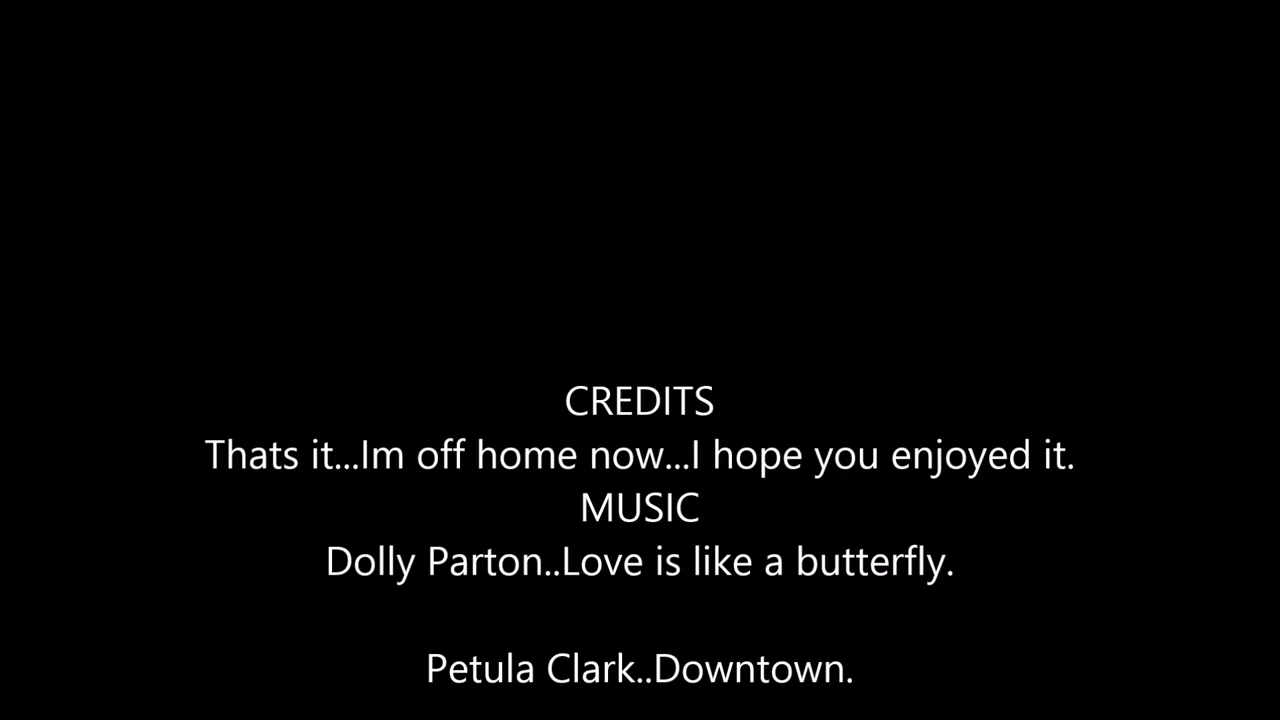 CREDITS
Thats it...Im off home now...I hope you enjoyed it.
MUSIC
Dolly Parton..Love is like a butterfly.
Petula Clark..Downtown.